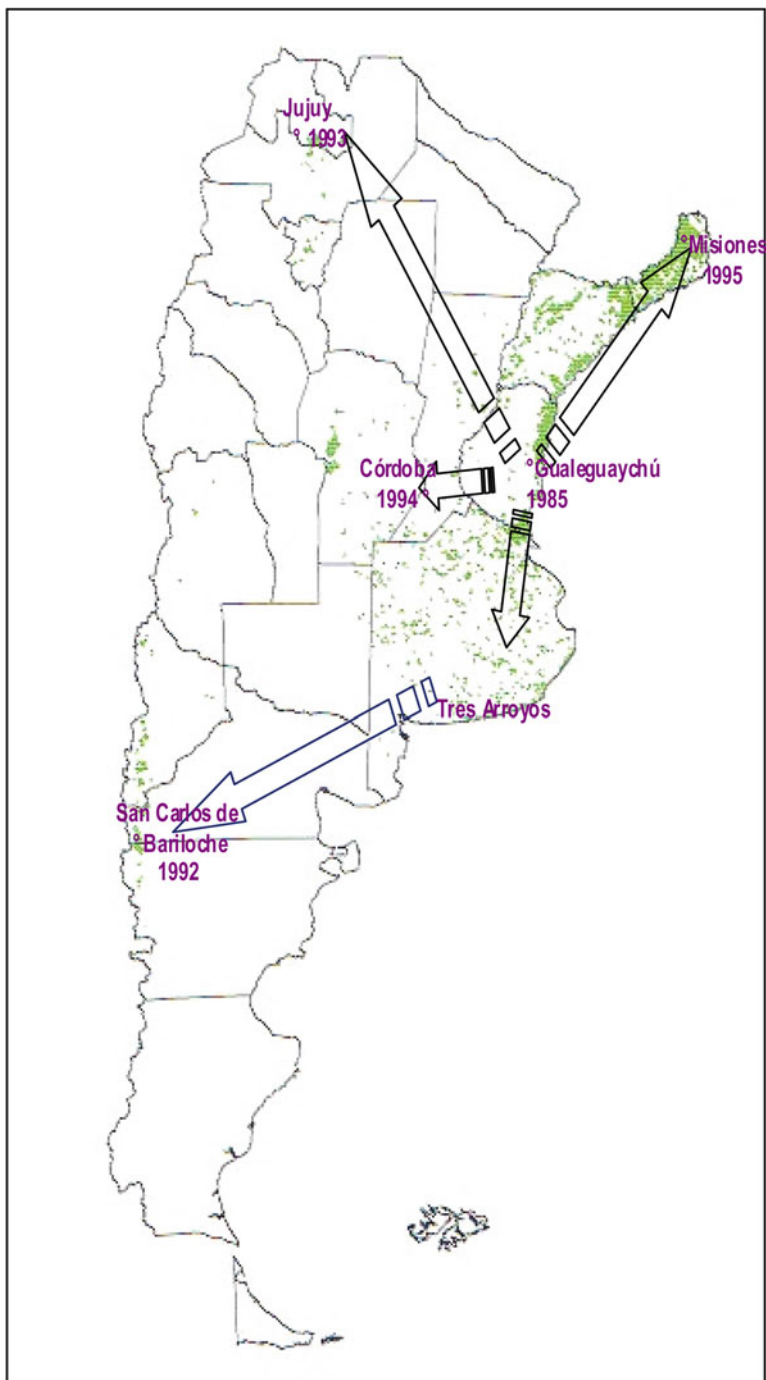 Jujuy
° 1993
°Misiones
1995
Córdoba
1994 °
°Gualeguaychú
1985
Tres Arroyos
San Carlos de
°Bariloche
1992